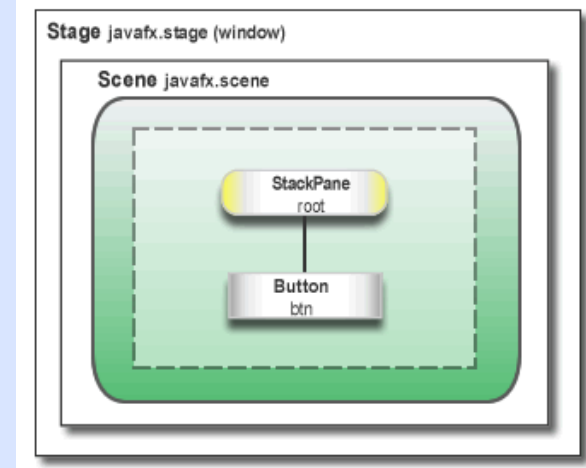 Stage javafx.stage (window)
Scene javafx.scene
StackPane
root
Button
btn